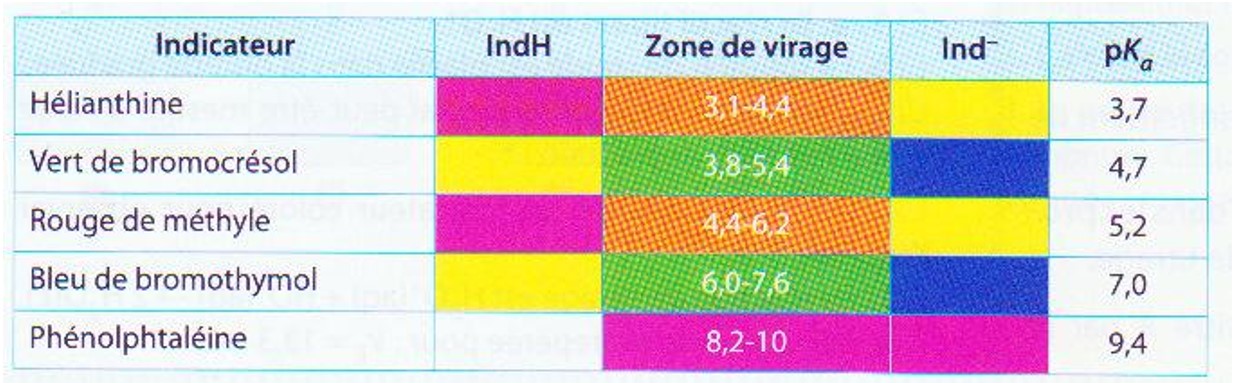 Indicateur IndH Zone de virage Ind⁻ pKₐ
Hélianthine 3,1-4,4 3,7
Vert de bromocrésol 3,8-5,4 4,7
Rouge de méthyle 4,4-6,2 5,2
Bleu de bromothymol 6,0-7,6 7,0
Phénolphtaléine 8,2-10 9,4